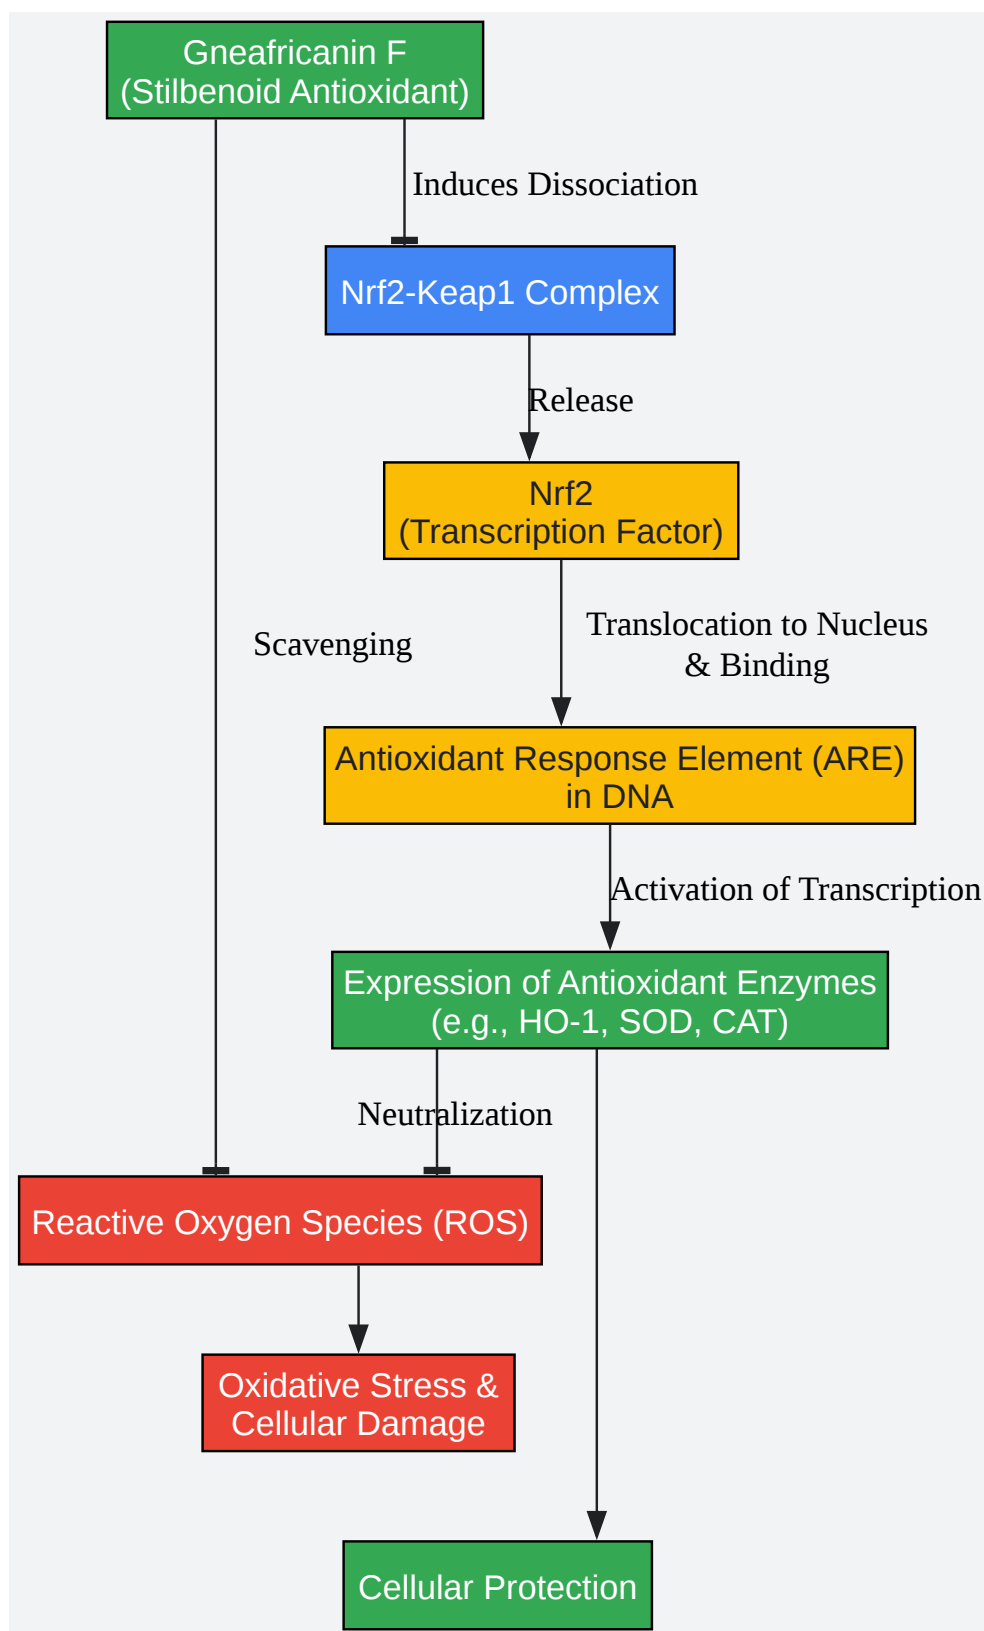 Gneafricanin F
(Stilbenoid Antioxidant)
Induces Dissociation
Nrf2-Keap1 Complex
Release
Nrf2
(Transcription Factor)
Scavenging
Translocation to Nucleus
& Binding
Antioxidant Response Element (ARE)
in DNA
Activation of Transcription
Expression of Antioxidant Enzymes
(e.g., HO-1, SOD, CAT)
Neutralization
Reactive Oxygen Species (ROS)
Oxidative Stress &
Cellular Damage
Cellular Protection